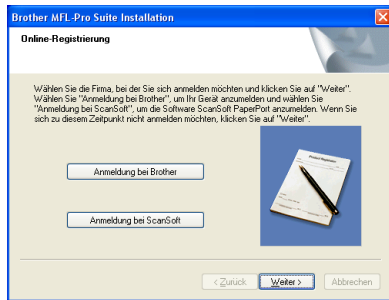 Brother MFL-Pro Suite Installation
Online-Registrierung
Wählen Sie die Firma, bei der Sie sich anmelden möchten und klicken Sie auf "Weiter".
Wählen Sie "Anmeldung bei Brother", um Ihr Gerät anzumelden und wählen Sie
"Anmeldung bei ScanSoft", um die Software ScanSoft PaperPort anzumelden. Wenn Sie
sich zu diesem Zeitpunkt nicht anmelden möchten, klicken Sie auf "Weiter".
Anmeldung bei Brother
Product Registration
Anmeldung bei ScanSoft
< Zurück
Weiter >
Abbrechen